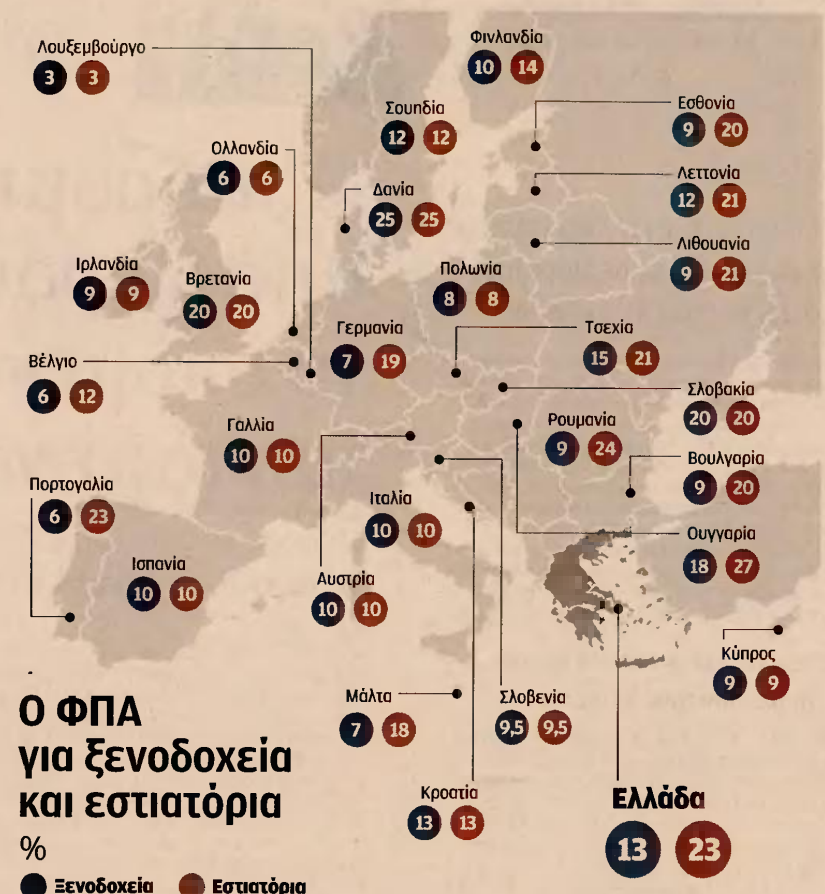 Λουξεμβούργο
3 3
Φινλανδία
10 14
Σουηδία
12 12
Εσθονία
9 20
Ολλανδία
6 6
Λεττονία
12 21
Δανία
25 25
Λιθουανία
9 21
Ιρλανδία
9 9
Βρετανία
20 20
Πολωνία
8 8
Γερμανία
7 19
Τσεχία
15 21
Βέλγιο
6 12
Σλοβακία
20 20
Γαλλία
10 10
Ρουμανία
9 24
Βουλγαρία
9 20
Πορτογαλία
6 23
Ιταλία
10 10
Ουγγαρία
18 27
Ισπανία
10 10
Αυστρία
10 10
Κύπρος
9 9
Μάλτα
7 18
Σλοβενία
9,5 9,5
Κροατία
13 13
Ελλάδα
13 23
Ο ΦΠΑ
για ξενοδοχεία
και εστιατόρια
%
Ξενοδοχεία Εστιατόρια